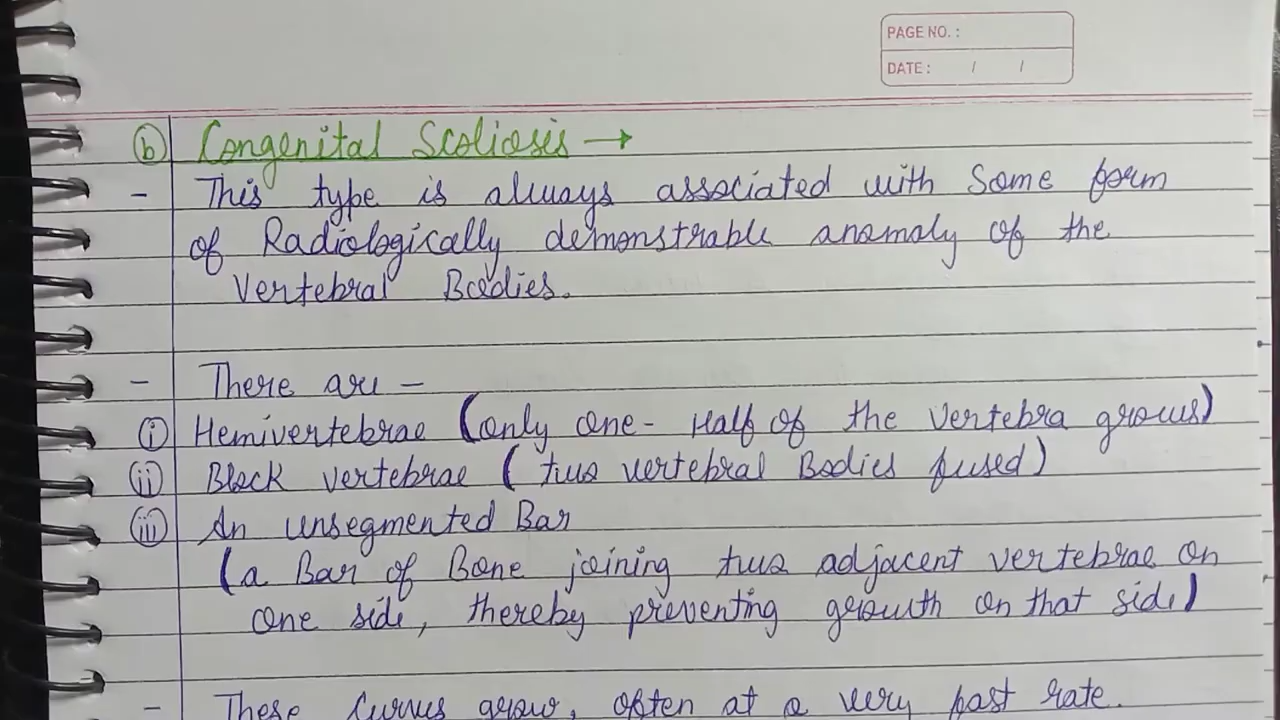 PAGE NO. :
DATE : / /
ⓑ Congenital Scoliosis →
- This type is always associated with Some form
of Radiologically demonstrable anomaly of the
Vertebral Bodies.
- There are -
ⓘ Hemivertebrae (only one- Half of the vertebra grows)
(ii) Block vertebrae (two vertebral Bodies fused)
(iii) An unsegmented Bar
(a Bar of Bone joining two adjacent vertebrae on
one side, thereby preventing growth on that side)
- These Curves grow, often at a very fast rate.